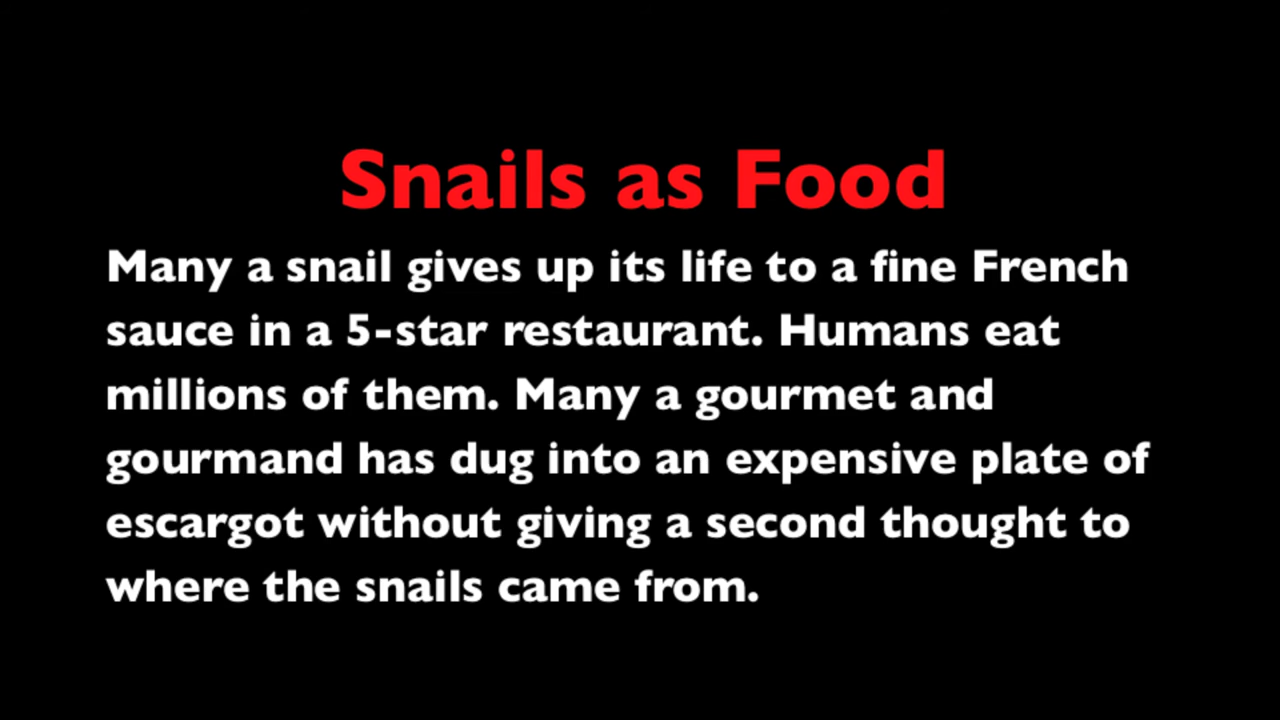 Snails as Food
Many a snail gives up its life to a fine French
sauce in a 5-star restaurant. Humans eat
millions of them. Many a gourmet and
gourmand has dug into an expensive plate of
escargot without giving a second thought to
where the snails came from.